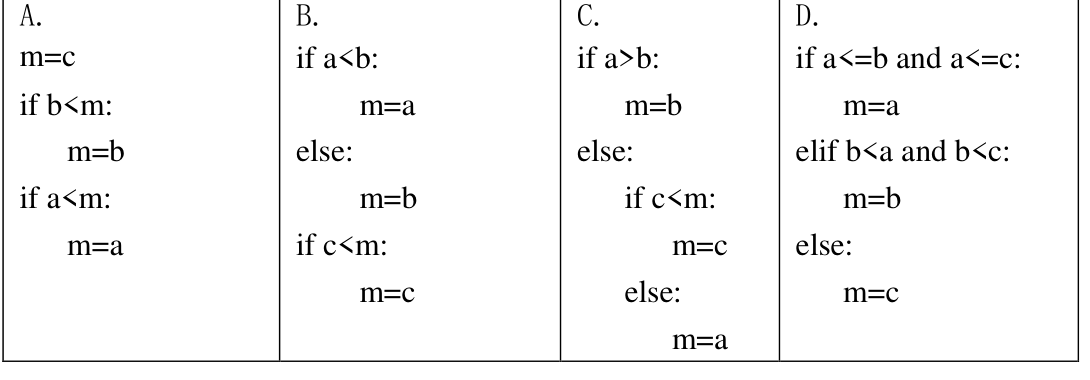 A.
m=c
if b<m:
m=b
if a<m:
m=a
B.
if a<b:
m=a
else:
m=b
if c<m:
m=c
C.
if a>b:
m=b
else:
if c<m:
m=c
else:
m=a
D.
if a<=b and a<=c:
m=a
elif b<a and b<c:
m=b
else:
m=c